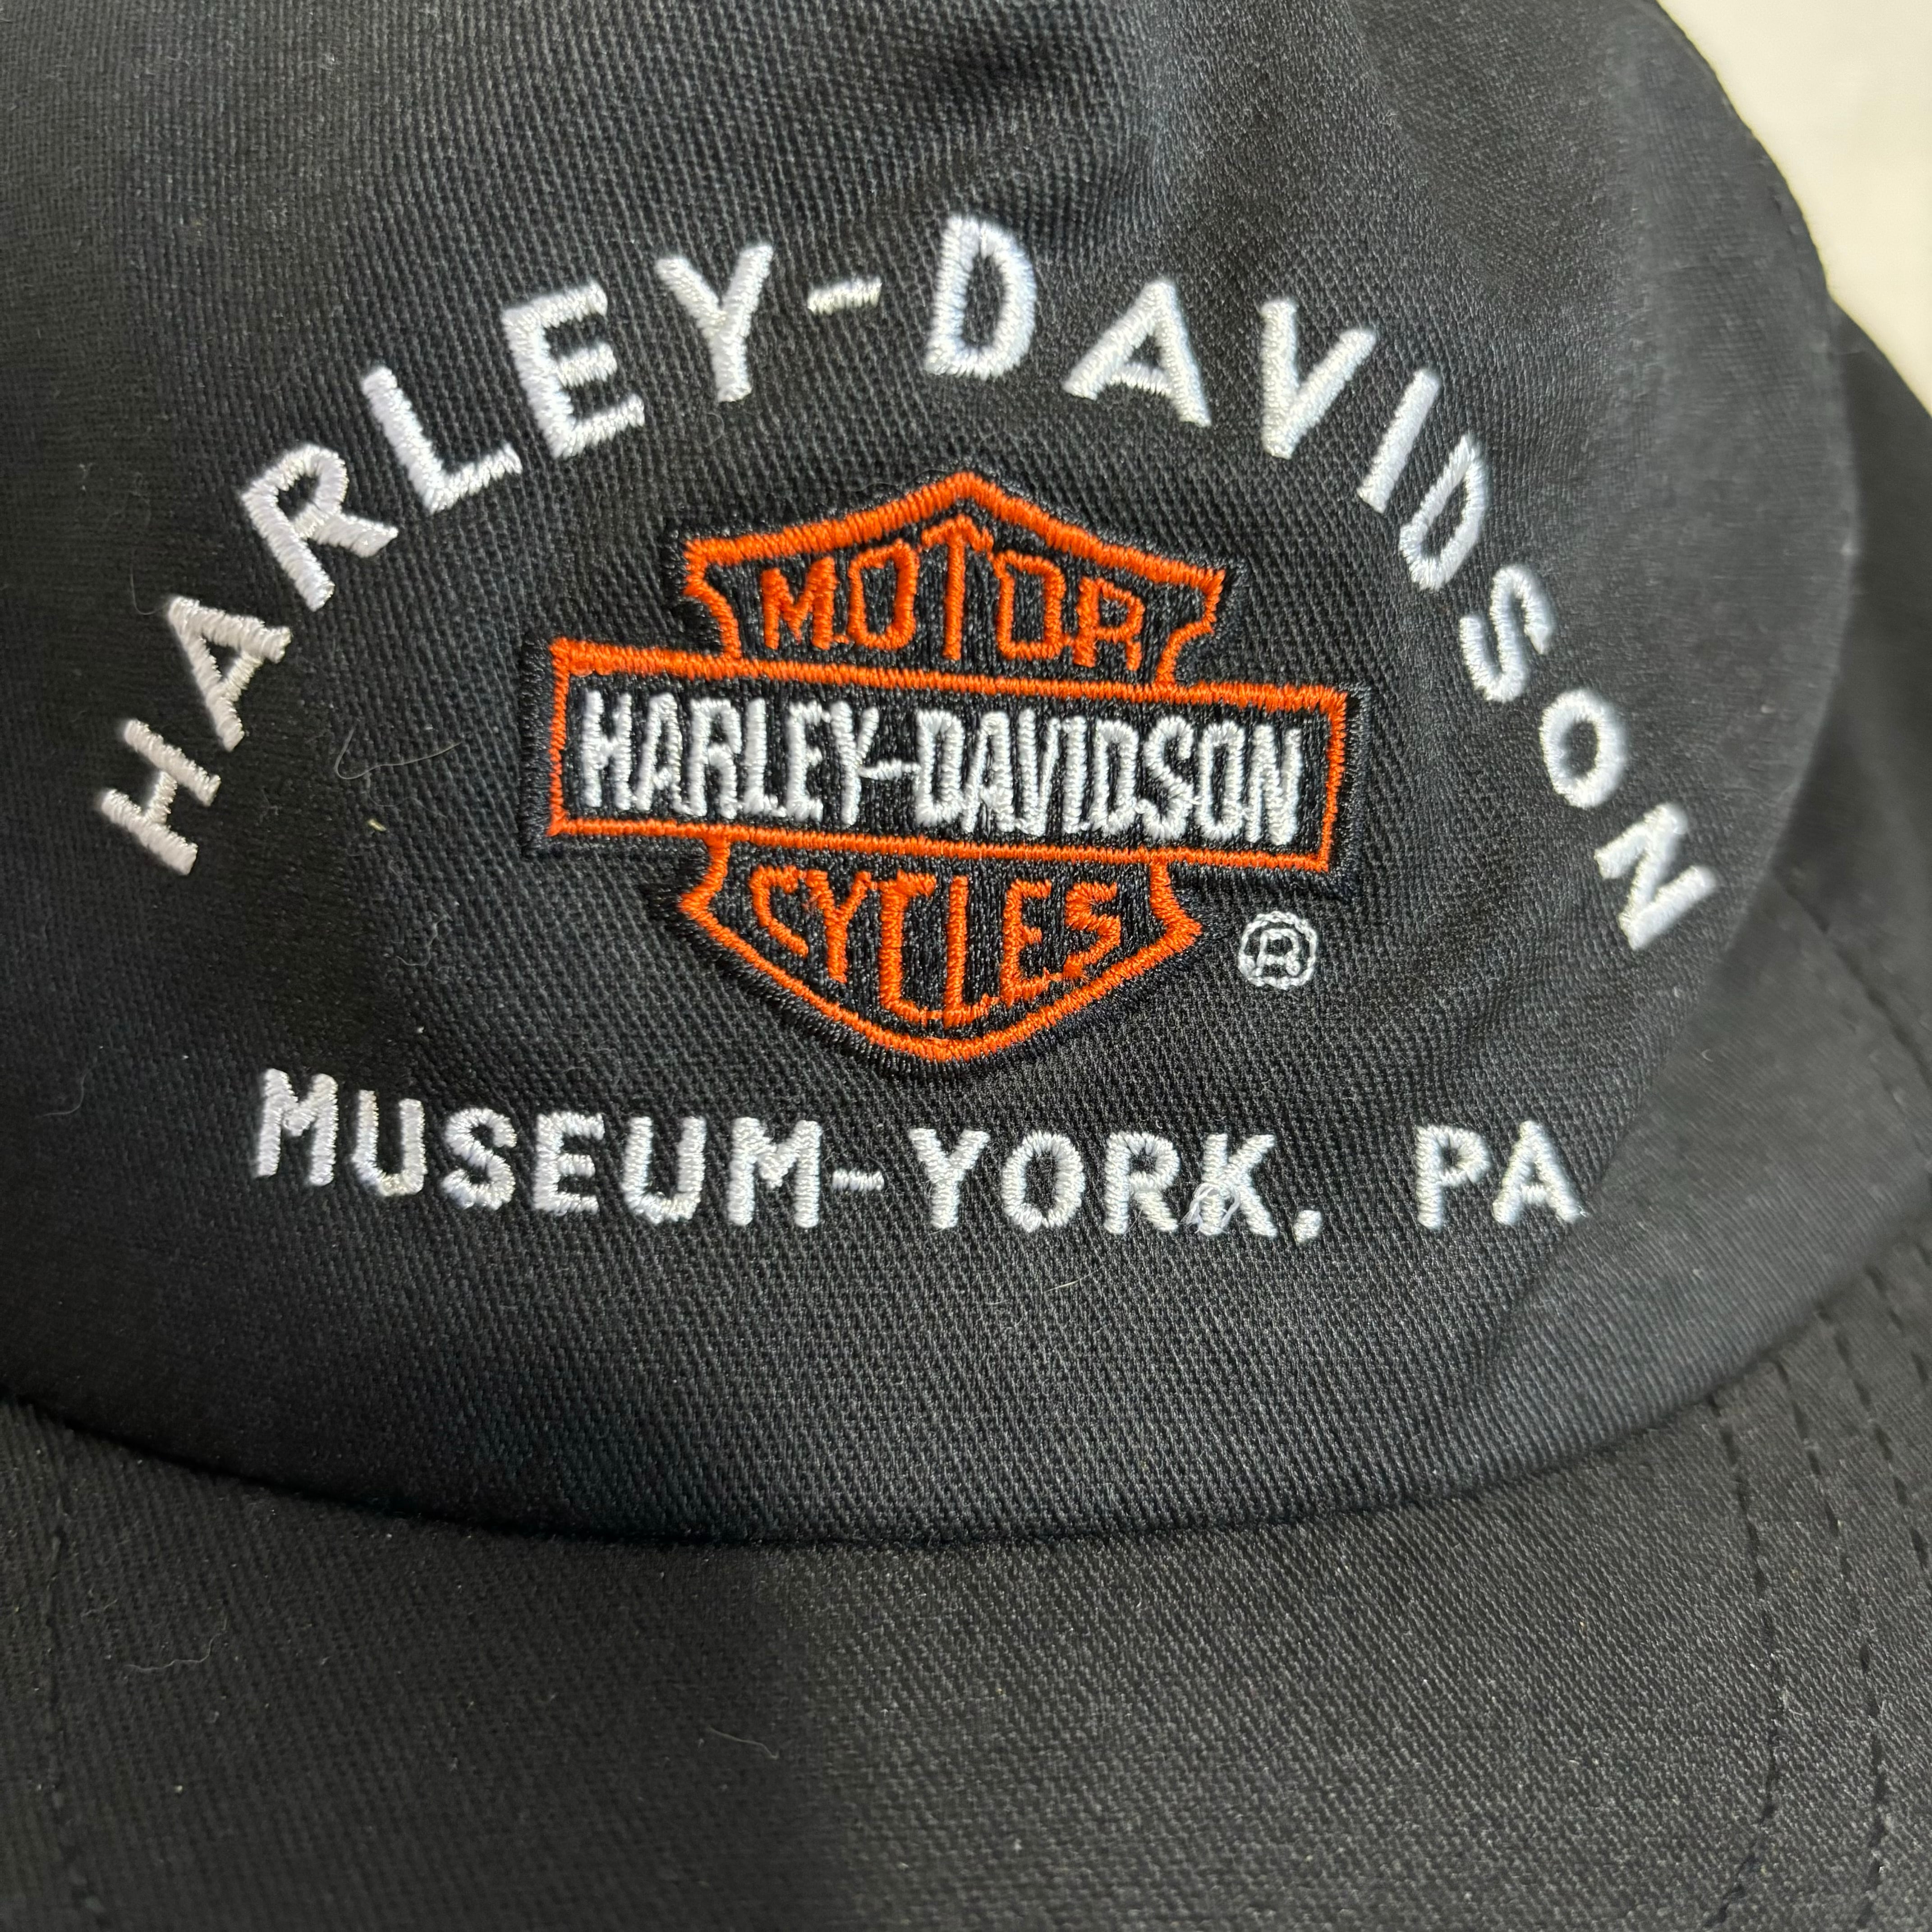 HARLEY-DAVIDSON
MOTOR
HARLEY-DAVIDSON
CYCLES
®
MUSEUM-YORK, PA